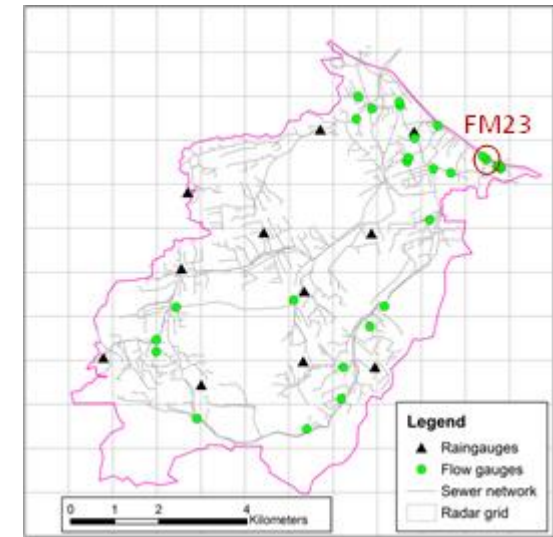 FM23
Legend
Raingauges
Flow gauges
Sewer network
Radar grid
0 1 2 4
Kilometers